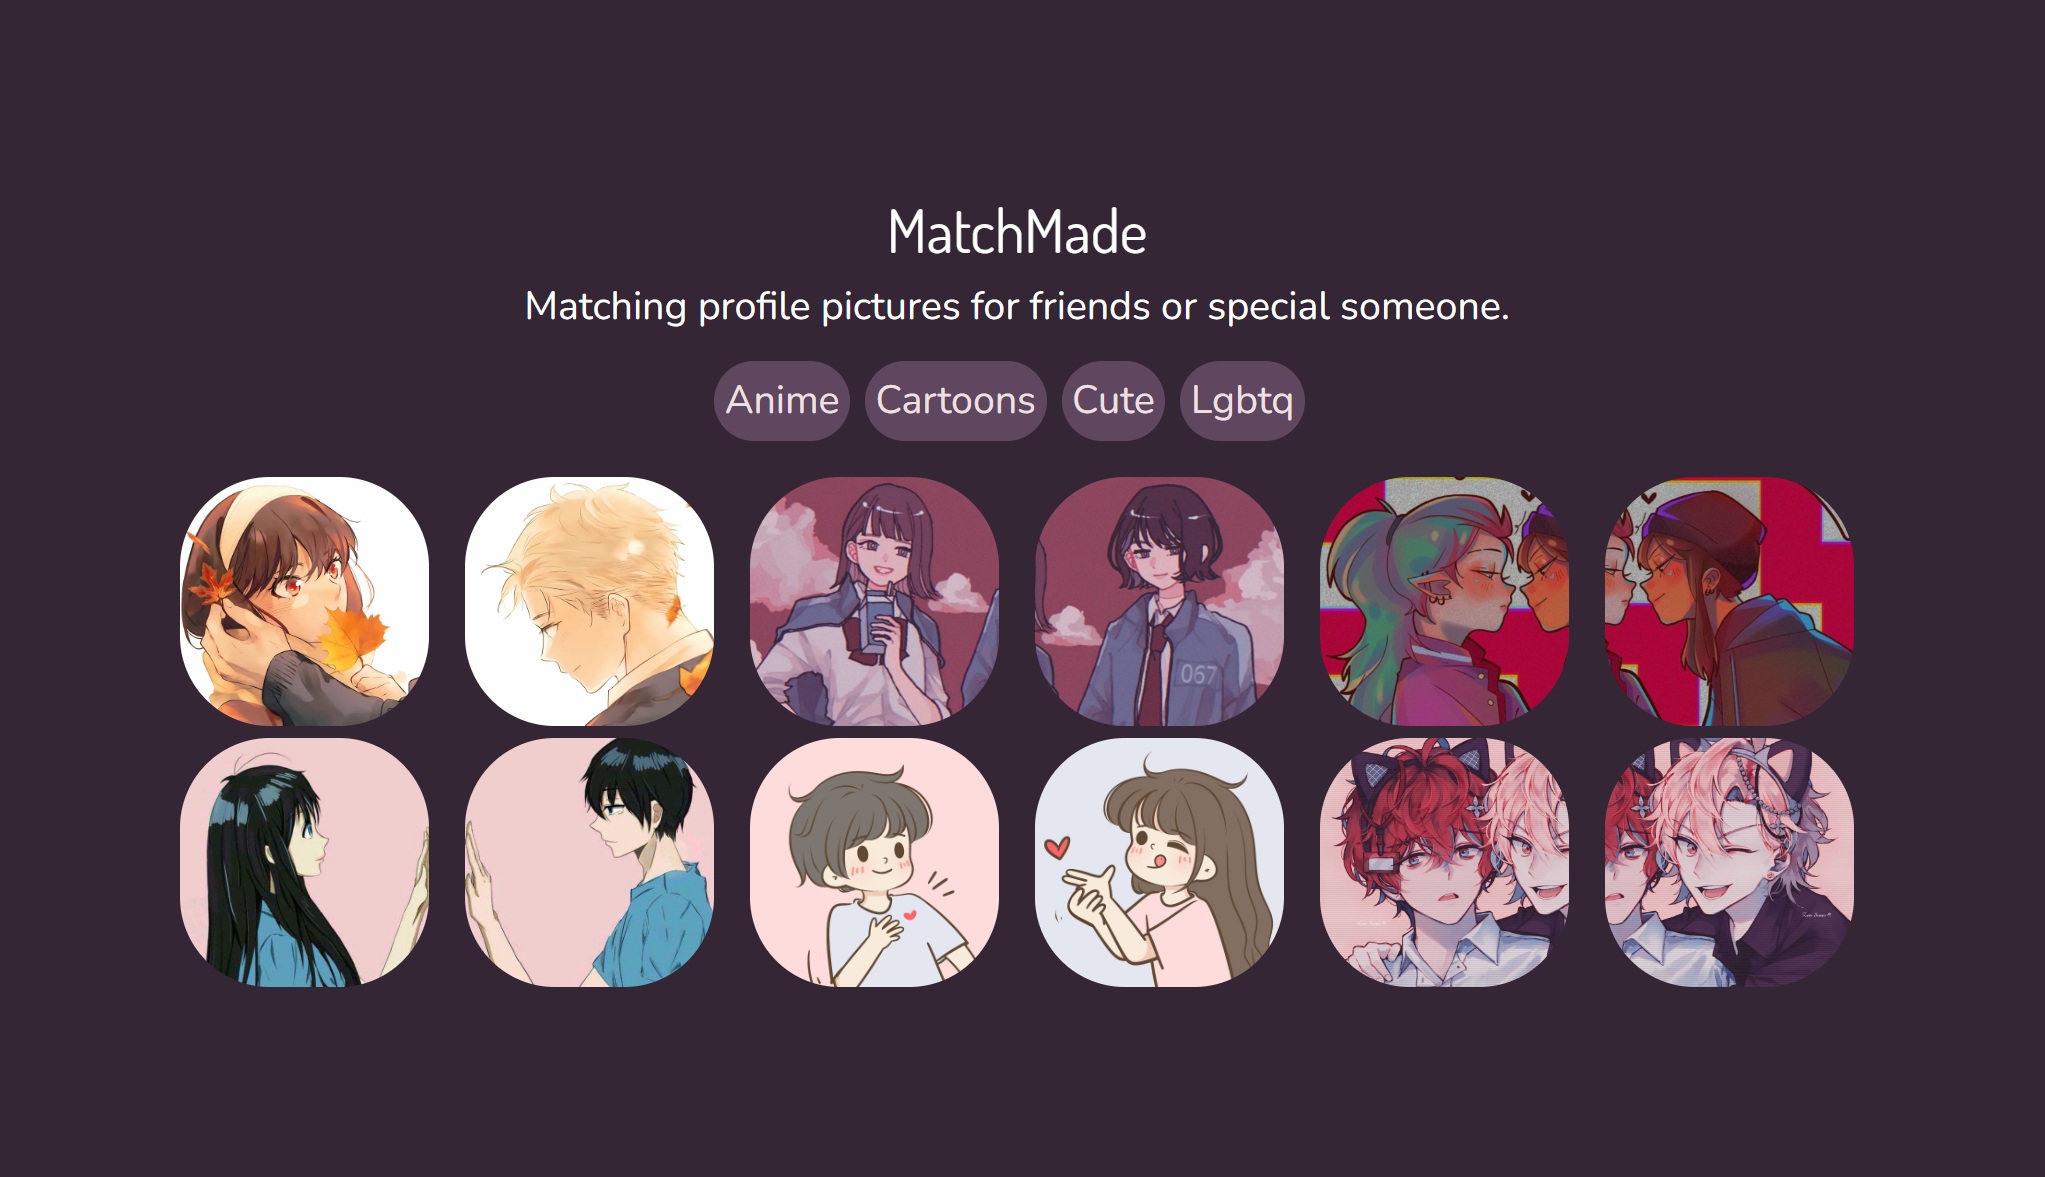 MatchMade
Matching profile pictures for friends or special someone.
Anime Cartoons Cute Lgbtq
067